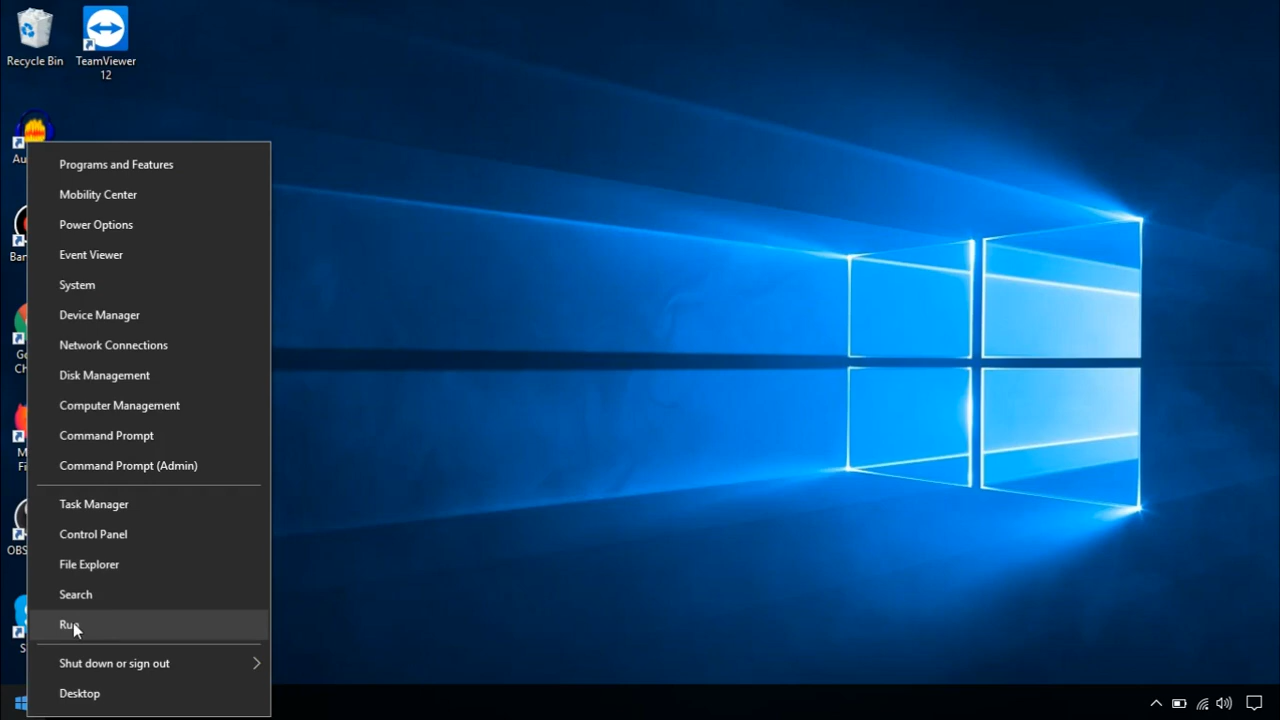 Recycle Bin
TeamViewer
12
Programs and Features
Mobility Center
Power Options
Event Viewer
System
Device Manager
Network Connections
Disk Management
Computer Management
Command Prompt
Command Prompt (Admin)
Task Manager
Control Panel
File Explorer
Search
Run
Shut down or sign out
Desktop